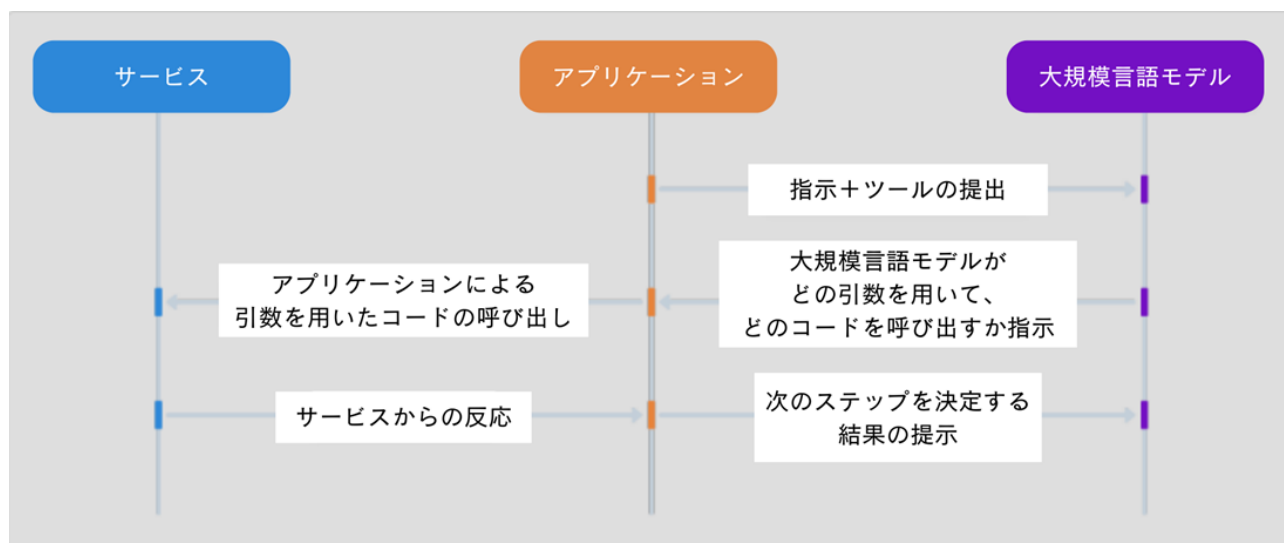 サービス
アプリケーション
大規模言語モデル
指示＋ツールの提出
大規模言語モデルが
どの引数を用いて、
どのコードを呼び出すか指示
アプリケーションによる
引数を用いたコードの呼び出し
サービスからの反応
次のステップを決定する
結果の提示